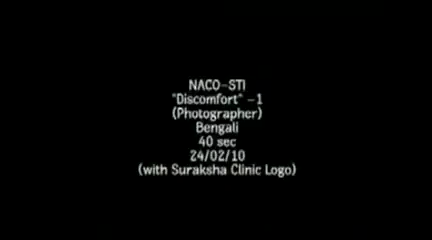 NACO-STI
"Discomfort" -1
(Photographer)
Bengali
40 sec
24/02/10
(with Suraksha Clinic Logo)